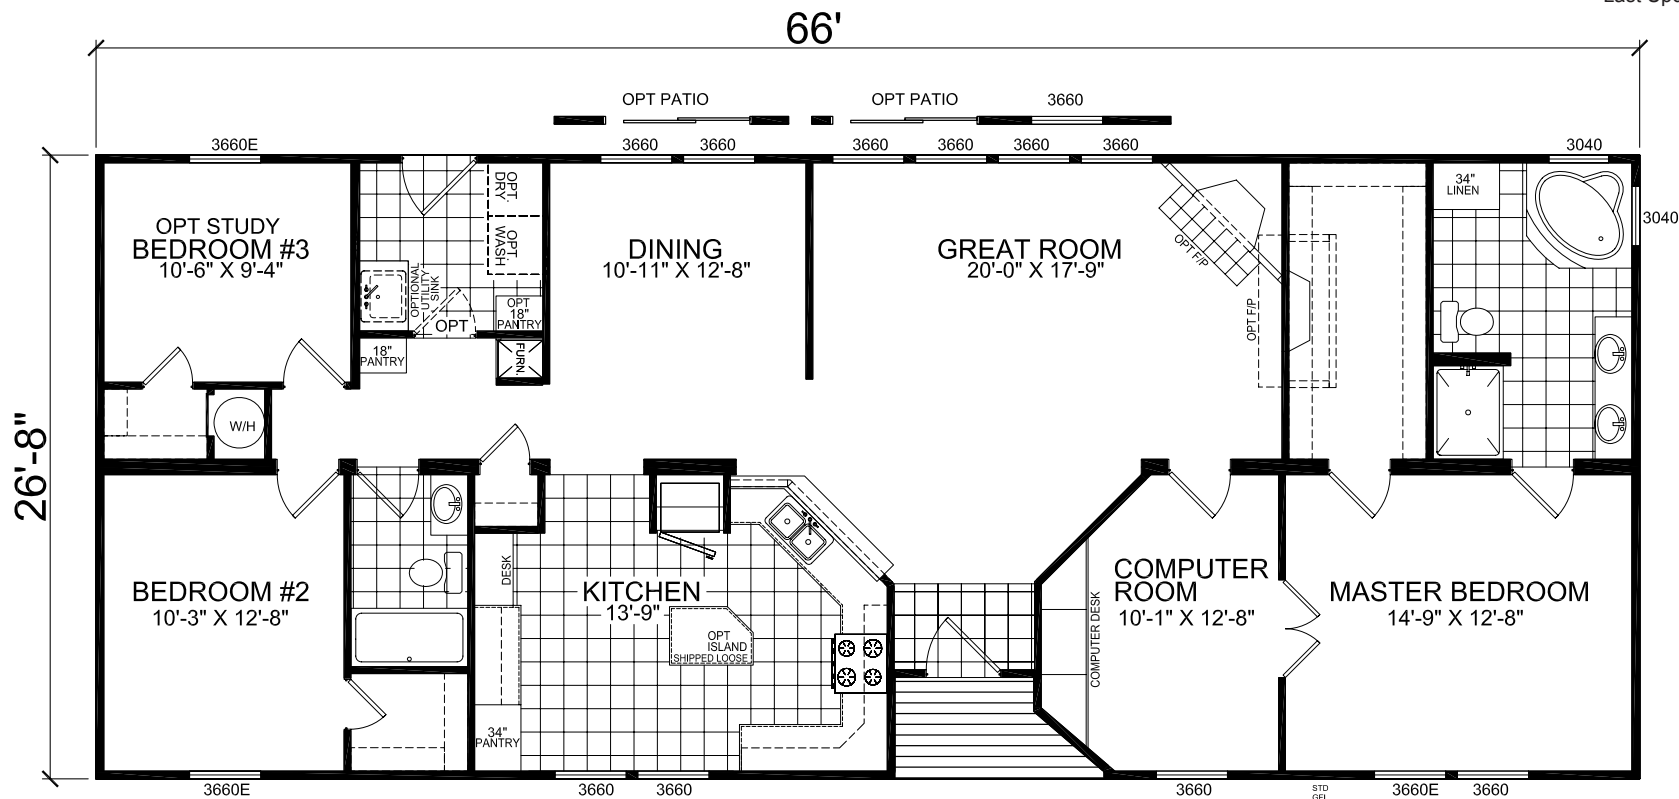 66'
OPT PATIO
OPT PATIO
3660
3660E
3660
3660
3660
3660
3660
3660
3040
3040
OPT STUDY
BEDROOM #3
10'-6" X 9'-4"
OPT.
DRY.
OPT.
WASH
OPTIONAL
UTILITY
SINK
OPT
OPT
18"
PANTRY
18"
PANTRY
FURN.
DINING
10'-11" X 12'-8"
GREAT ROOM
20'-0" X 17'-9"
OPT F/P
OPT F/P
34"
LINEN
W/H
26'-8"
BEDROOM #2
10'-3" X 12'-8"
DESK
KITCHEN
13'-9"
OPT
ISLAND
SHIPPED LOOSE
34"
PANTRY
COMPUTER DESK
COMPUTER
ROOM
10'-1" X 12'-8"
MASTER BEDROOM
14'-9" X 12'-8"
3660E
3660
3660
3660
STD
3660E
3660